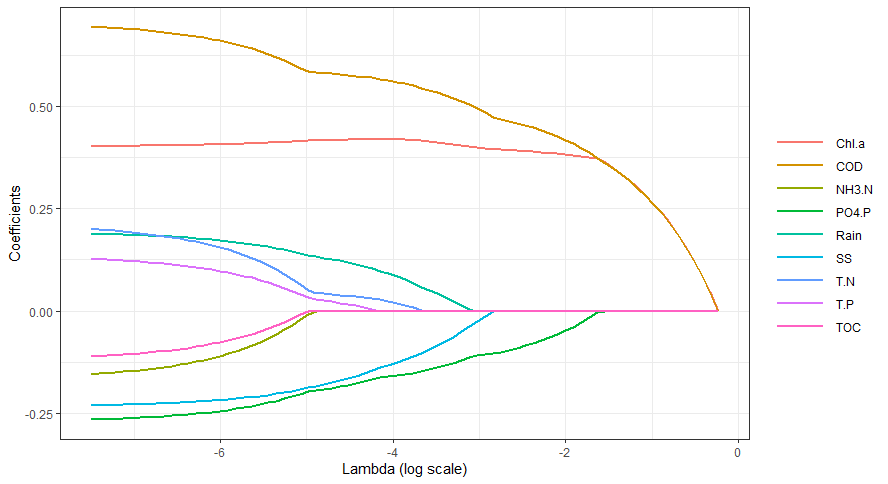 0.50
0.25
0.00
-0.25
Coefficients
-6
-4
-2
0
Lambda (log scale)
Chl.a
COD
NH3.N
PO4.P
Rain
SS
T.N
T.P
TOC